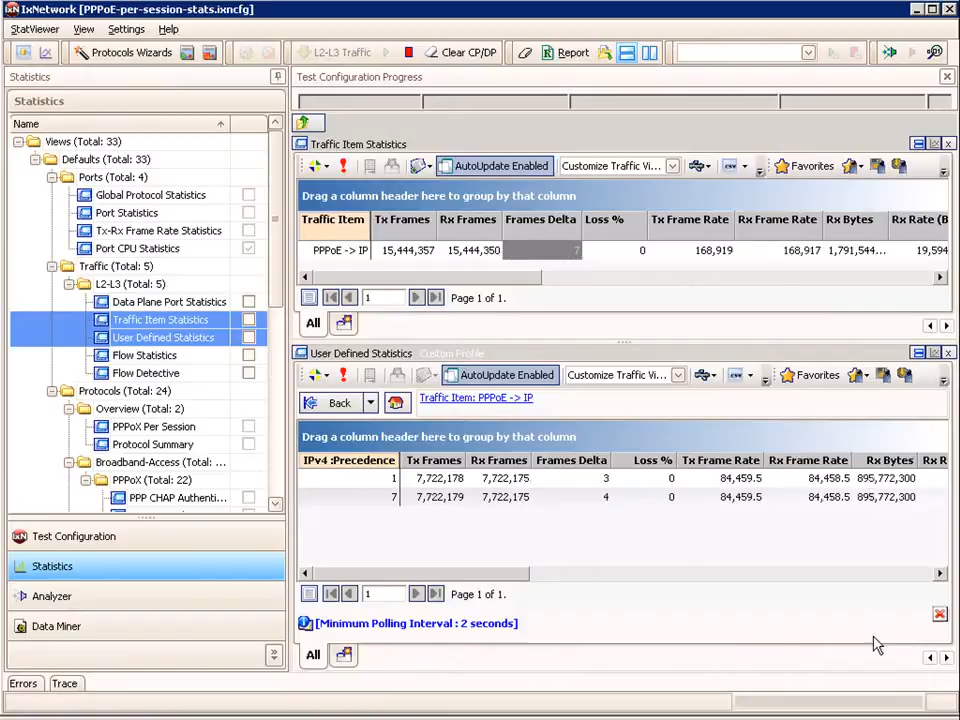 IxNetwork [PPPoE-per-session-stats.ixncfg]
StatViewer View Settings Help
Protocols Wizards L2-L3 Traffic Clear CP/DP Report
Statistics
Test Configuration Progress
Statistics
Name
Views (Total: 33)
Defaults (Total: 33)
Ports (Total: 4)
Global Protocol Statistics
Port Statistics
Tx-Rx Frame Rate Statistics
Port CPU Statistics
Traffic (Total: 5)
L2-L3 (Total: 5)
Data Plane Port Statistics
Traffic Item Statistics
User Defined Statistics
Flow Statistics
Flow Detective
Protocols (Total: 24)
Overview (Total: 2)
PPPoX Per Session
Protocol Summary
Broadband-Access (Total: ...
PPPoX (Total: 22)
PPP CHAP Authenti...
Test Configuration
Statistics
Analyzer
Data Miner
Errors Trace
Traffic Item Statistics
AutoUpdate Enabled Customize Traffic Vi... csv Favorites
Drag a column header here to group by that column
Traffic Item Tx Frames Rx Frames Frames Delta Loss % Tx Frame Rate Rx Frame Rate Rx Bytes Rx Rate (B
PPPoE -> IP 15,444,357 15,444,350 7 0 168,919 168,917 1,791,544... 19,594
1 Page 1 of 1.
All
User Defined Statistics Custom Profile
AutoUpdate Enabled Customize Traffic Vi... csv Favorites
Back Traffic Item: PPPoE -> IP
Drag a column header here to group by that column
IPv4 :Precedence Tx Frames Rx Frames Frames Delta Loss % Tx Frame Rate Rx Frame Rate Rx Bytes Rx R
1 7,722,178 7,722,175 3 0 84,459.5 84,458.5 895,772,300
7 7,722,179 7,722,175 4 0 84,459.5 84,458.5 895,772,300
1 Page 1 of 1.
[Minimum Polling Interval : 2 seconds]
All